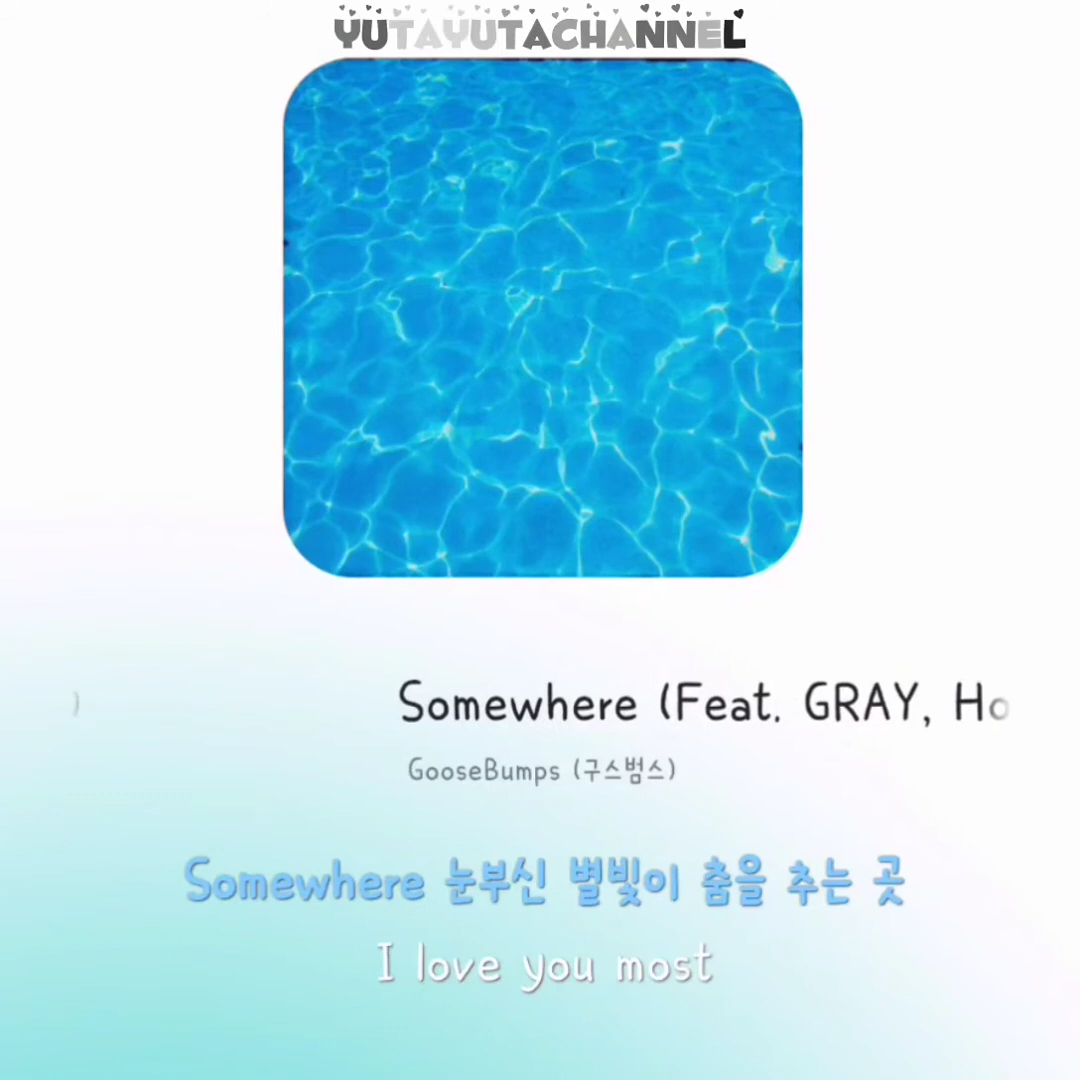 YUTAYUTACHANNEL
) Somewhere (Feat. GRAY, Ho
GooseBumps (구스범스)
Somewhere 눈부신 별빛이 춤을 추는 곳
I love you most